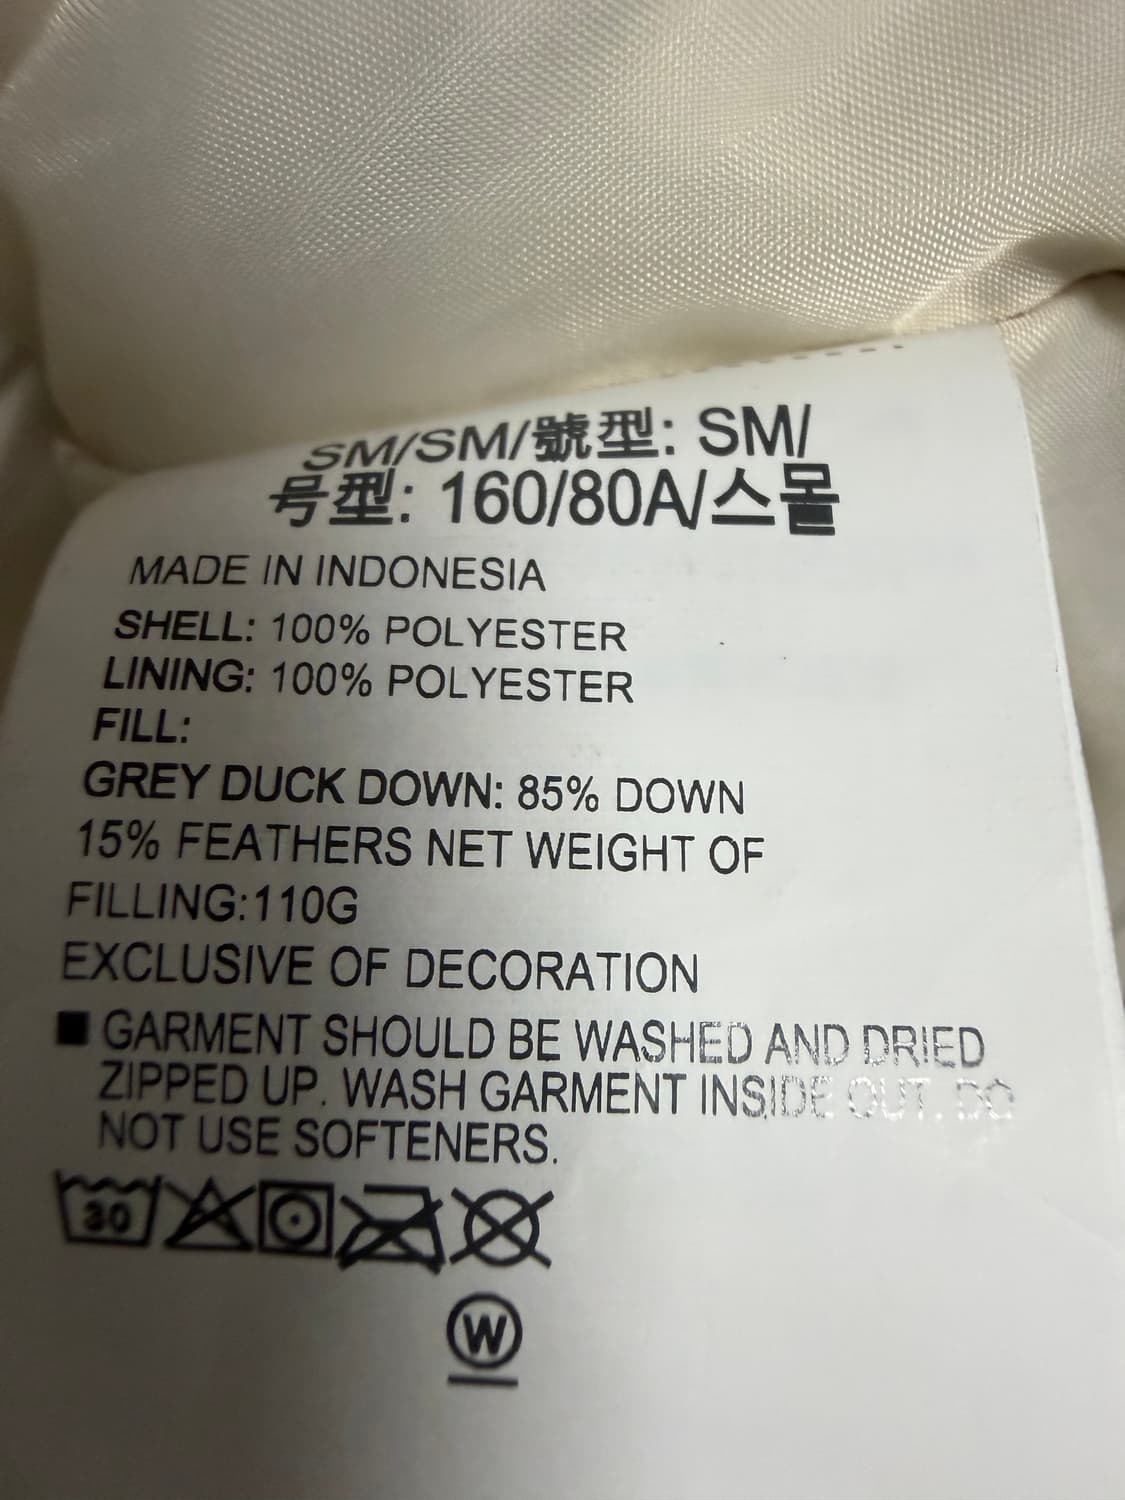 SM/SM/號型: SM/
号型: 160/80A/스몰
MADE IN INDONESIA
SHELL: 100% POLYESTER
LINING: 100% POLYESTER
FILL:
GREY DUCK DOWN: 85% DOWN
15% FEATHERS NET WEIGHT OF
FILLING:110G
EXCLUSIVE OF DECORATION
■ GARMENT SHOULD BE WASHED AND DRIED
ZIPPED UP. WASH GARMENT INSIDE OUT. DO
NOT USE SOFTENERS.
30
W